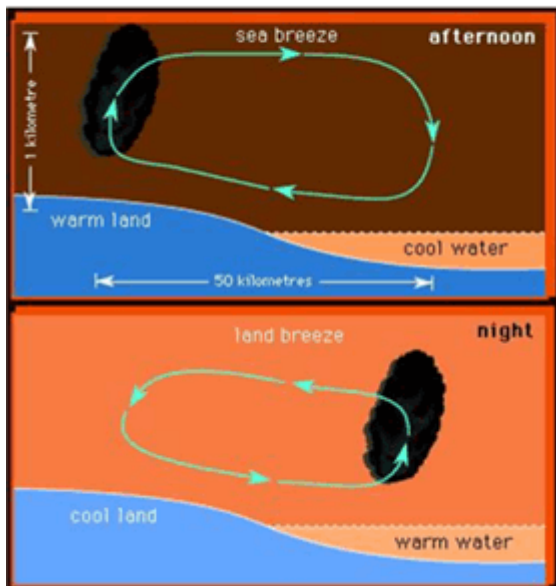 sea breeze
afternoon
1 kilometre
warm land
cool water
50 kilometres
land breeze
night
cool land
warm water